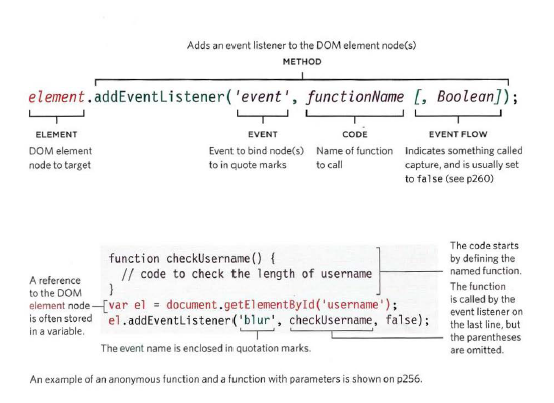 Adds an event listener to the DOM element node(s)
METHOD
element.addEventListener('event', functionName [, Boolean]);
ELEMENT
DOM element
node to target
EVENT
Event to bind node(s)
to in quote marks
CODE
Name of function
to call
EVENT FLOW
Indicates something called
capture, and is usually set
to false (see p260)
function checkUsername() {
// code to check the length of username
}
var el = document.getElementById('username');
el.addEventListener('blur', checkUsername, false);
A reference
to the DOM
element node
is often stored
in a variable.
The event name is enclosed in quotation marks.
The code starts
by defining the
named function.
The function
is called by the
event listener on
the last line, but
the parentheses
are omitted.
An example of an anonymous function and a function with parameters is shown on p256.